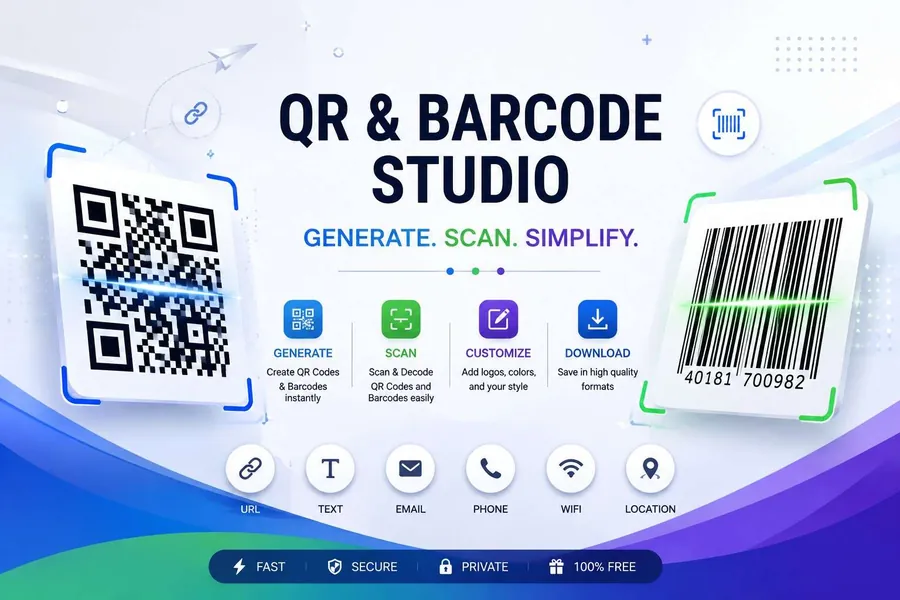 QR & BARCODE
STUDIO
GENERATE. SCAN. SIMPLIFY.
GENERATE
Create QR Codes
& Barcodes
instantly
SCAN
Scan & Decode
QR Codes and
Barcodes easily
CUSTOMIZE
Add logos, colors,
and your style
DOWNLOAD
Save in high quality
formats
40181 700982
URL
TEXT
EMAIL
PHONE
WIFI
LOCATION
FAST
SECURE
PRIVATE
100% FREE